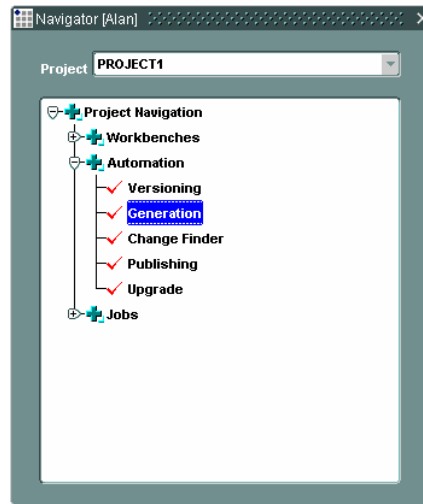 Navigator [Alan]
Project PROJECT1
Project Navigation
Workbenches
Automation
Versioning
Generation
Change Finder
Publishing
Upgrade
Jobs